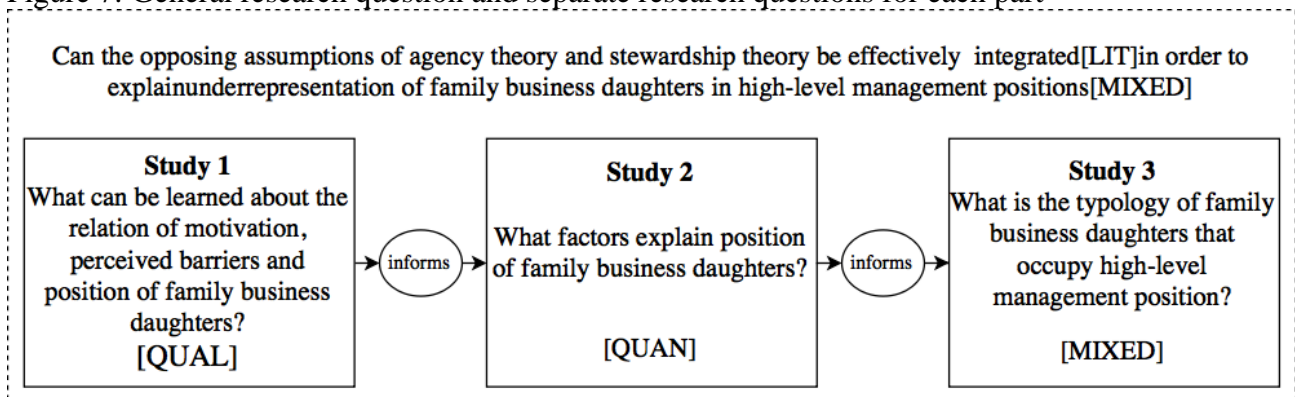 Figure 7. General research question and separate research questions for each part
Can the opposing assumptions of agency theory and stewardship theory be effectively integrated[LIT]in order to
explainunderrepresentation of family business daughters in high-level management positions[MIXED]
Study 1
What can be learned about the
relation of motivation,
perceived barriers and
position of family business
daughters?
[QUAL]
informs
Study 2
What factors explain position
of family business daughters?
[QUAN]
informs
Study 3
What is the typology of family
business daughters that
occupy high-level
management position?
[MIXED]